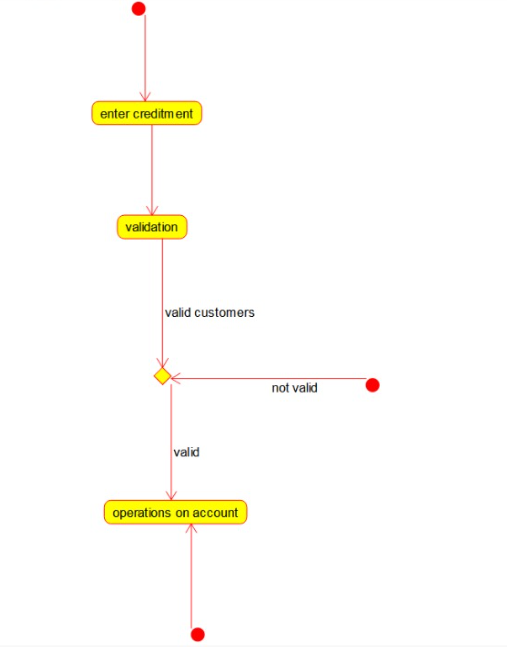 enter creditment
validation
valid customers
not valid
valid
operations on account